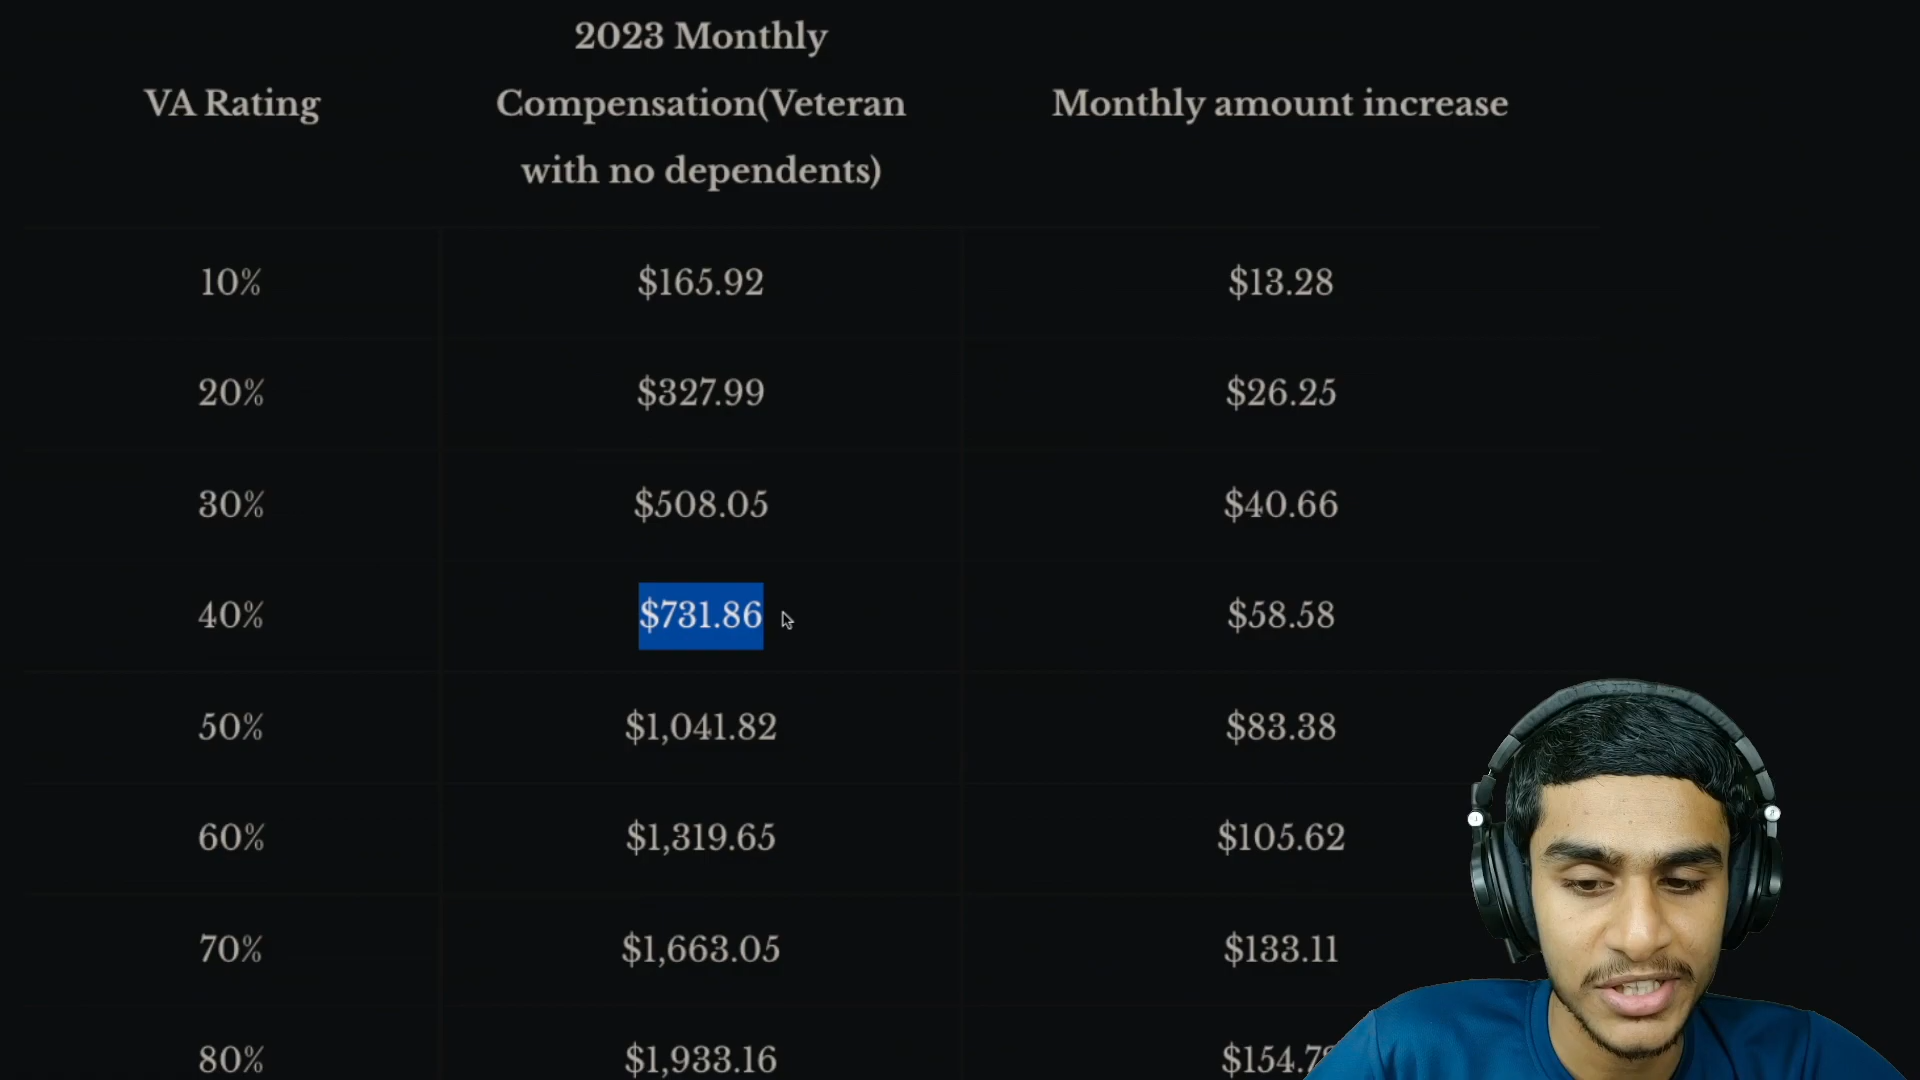 2023 Monthly
VA Rating Compensation(Veteran Monthly amount increase
with no dependents)
10% $165.92 $13.28
20% $327.99 $26.25
30% $508.05 $40.66
40% $731.86 $58.58
50% $1,041.82 $83.38
60% $1,319.65 $105.62
70% $1,663.05 $133.11
80% $1,933.16